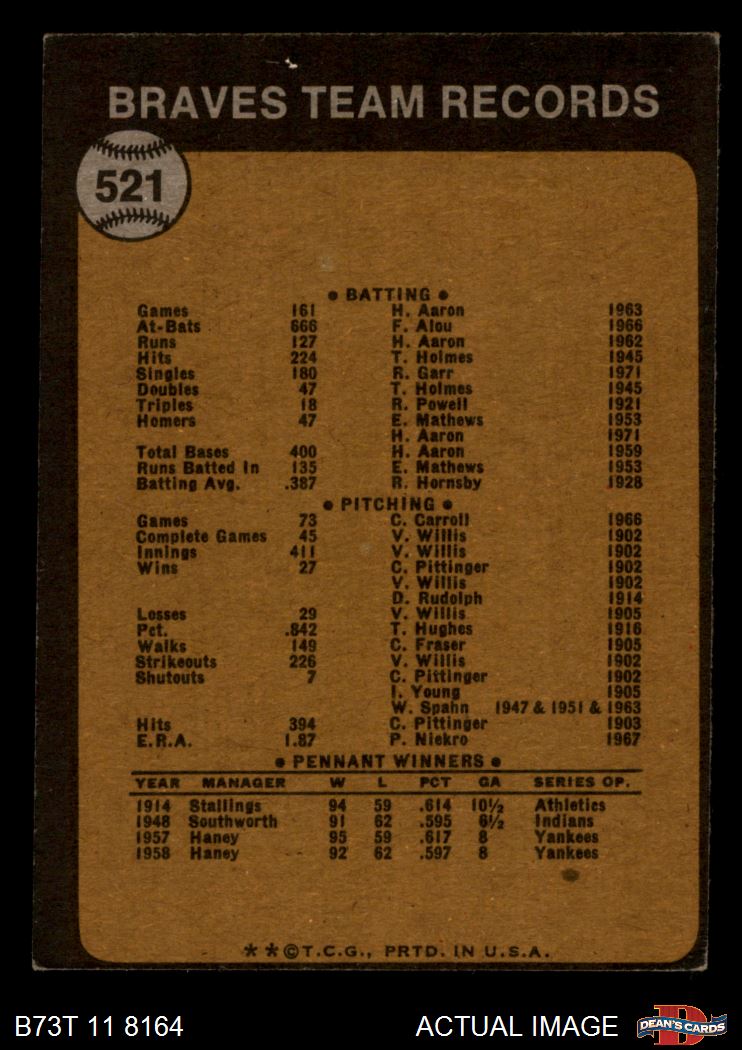 BRAVES TEAM RECORDS
521
• BATTING •
Games 161 H. Aaron 1963
At-Bats 666 F. Alou 1966
Runs 127 H. Aaron 1962
Hits 224 T. Holmes 1945
Singles 180 R. Garr 1971
Doubles 47 T. Holmes 1945
Triples 18 R. Powell 1921
Homers 47 E. Mathews 1953
H. Aaron 1971
Total Bases 400 H. Aaron 1959
Runs Batted In 135 E. Mathews 1953
Batting Avg. .387 R. Hornsby 1928
• PITCHING •
Games 73 C. Carroll 1966
Complete Games 45 V. Willis 1902
Innings 411 V. Willis 1902
Wins 27 C. Pittinger 1902
V. Willis 1902
D. Rudolph 1914
Losses 29 V. Willis 1905
Pct. .842 T. Hughes 1916
Walks 149 C. Fraser 1905
Strikeouts 226 V. Willis 1902
Shutouts 7 C. Pittinger 1902
I. Young 1905
W. Spahn 1947 & 1951 & 1963
Hits 394 C. Pittinger 1903
E.R.A. 1.87 P. Niekro 1967
• PENNANT WINNERS •
YEAR MANAGER W L PCT GA SERIES OP.
1914 Stallings 94 59 .614 10½ Athletics
1948 Southworth 91 62 .595 6½ Indians
1957 Haney 95 59 .617 8 Yankees
1958 Haney 92 62 .597 8 Yankees
**©T.C.G., PRTD. IN U.S.A.
B73T 11 8164 ACTUAL IMAGE D DEAN'S CARDS